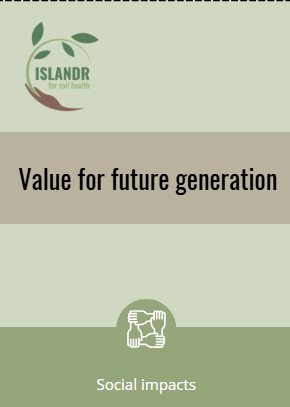 ISLANDR
for soil health
Value for future generation
Social impacts